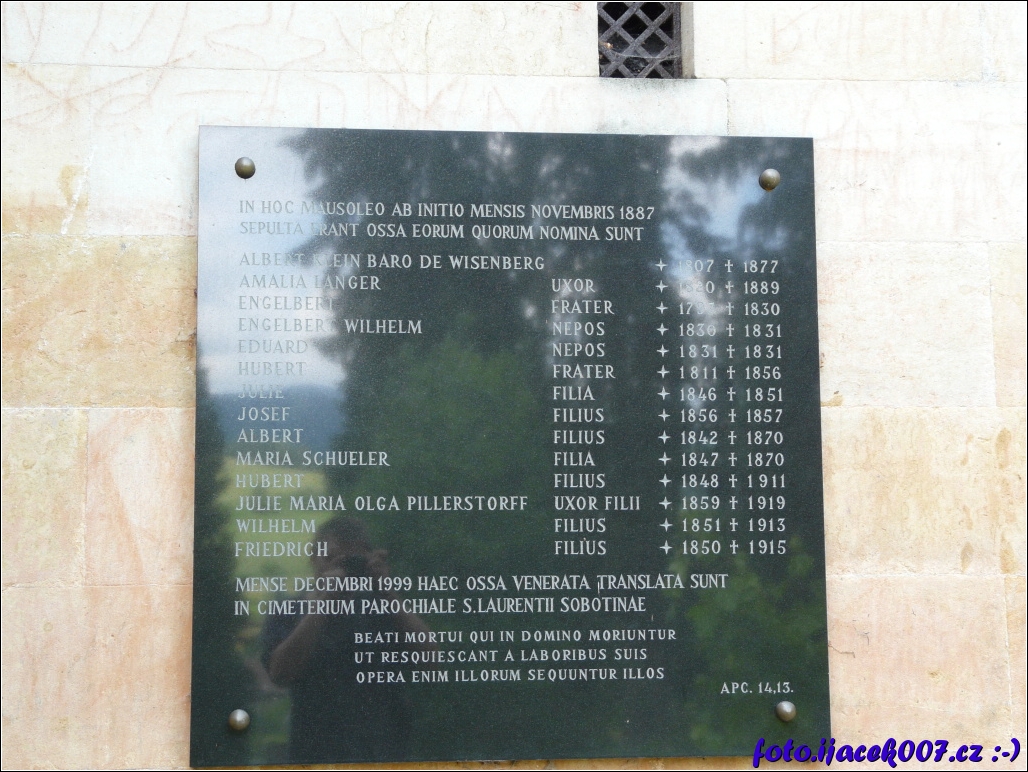 IN HOC MAUSOLEO AB INITIO MENSIS NOVEMBRIS 1887
SEPULTA ERANT OSSA EORUM QUORUM NOMINA SUNT
ALBERT KLEIN BARO DE WISENBERG ✦ 1807 † 1877
AMALIA LANGER UXOR ✦ † 1889
ENGELBERT FRATER ✦ † 1830
ENGELBERT WILHELM NEPOS ✦ 1830 † 1831
EDUARD NEPOS ✦ 1831 † 1831
HUBERT FRATER ✦ 1811 † 1856
JULIE FILIA ✦ 1846 † 1851
JOSEF FILIUS ✦ 1856 † 1857
ALBERT FILIUS ✦ 1842 † 1870
MARIA SCHUELER FILIA ✦ 1847 † 1870
HUBERT FILIUS ✦ 1848 † 1911
JULIE MARIA OLGA PILLERSTORFF UXOR FILII ✦ 1859 † 1919
WILHELM FILIUS ✦ 1851 † 1913
FRIEDRICH FILIUS ✦ 1850 † 1915
MENSE DECEMBRI 1999 HAEC OSSA VENERATA TRANSLATA SUNT
IN CIMETERIUM PAROCHIALE S.LAURENTII SOBOTINAE
BEATI MORTUI QUI IN DOMINO MORIUNTUR
UT RESQUIESCANT A LABORIBUS SUIS
OPERA ENIM ILLORUM SEQUUNTUR ILLOS
APC. 14,13.
foto.ijacek007.cz :-)